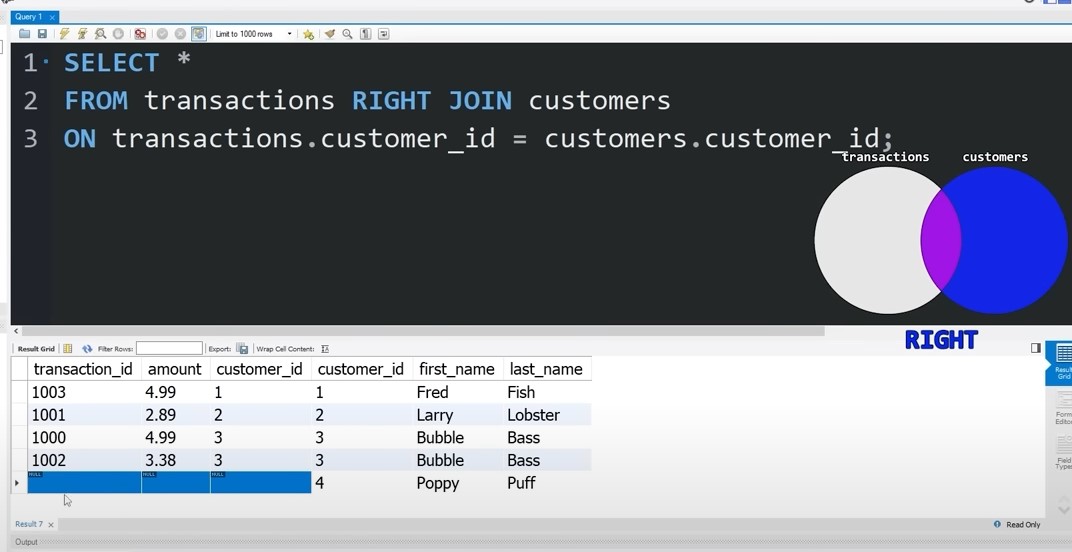 Query 1
Limit to 1000 rows
1 SELECT *
2 FROM transactions RIGHT JOIN customers
3 ON transactions.customer_id = customers.customer_id;
transactions customers
RIGHT
Result Grid Filter Rows: Export: Wrap Cell Content:
transaction_id amount customer_id customer_id first_name last_name
1003 4.99 1 1 Fred Fish
1001 2.89 2 2 Larry Lobster
1000 4.99 3 3 Bubble Bass
1002 3.38 3 3 Bubble Bass
NULL NULL NULL 4 Poppy Puff
Result
Grid
Form
Editor
Field
Types
Result 7 Read Only
Output